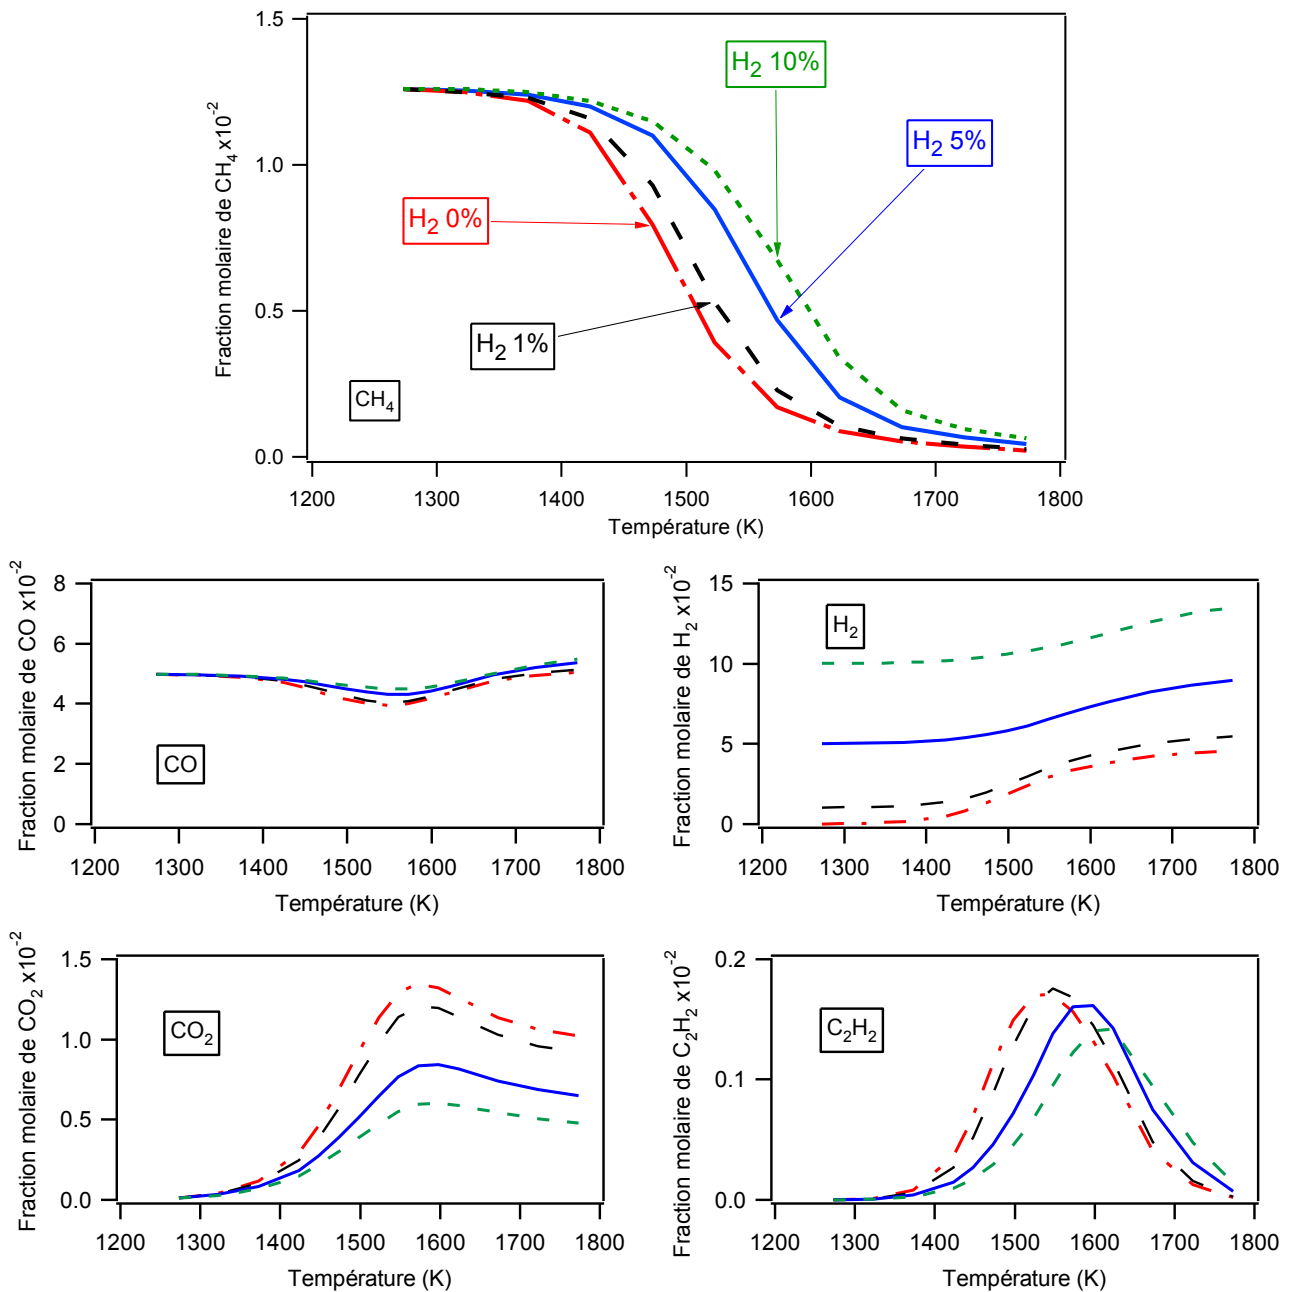 Fraction molaire de CH4 x10-2
1.5
1.0
0.5
0.0
H2 10%
H2 5%
H2 0%
H2 1%
CH4
1200 1300 1400 1500 1600 1700 1800
Température (K)
Fraction molaire de CO x10-2
8
6
4
2
0
CO
1200 1300 1400 1500 1600 1700 1800
Température (K)
Fraction molaire de H2 x10-2
15
10
5
0
H2
1200 1300 1400 1500 1600 1700 1800
Température (K)
Fraction molaire de CO2 x10-2
1.5
1.0
0.5
0.0
CO2
1200 1300 1400 1500 1600 1700 1800
Température (K)
Fraction molaire de C2H2 x10-2
0.2
0.1
0.0
C2H2
1200 1300 1400 1500 1600 1700 1800
Température (K)